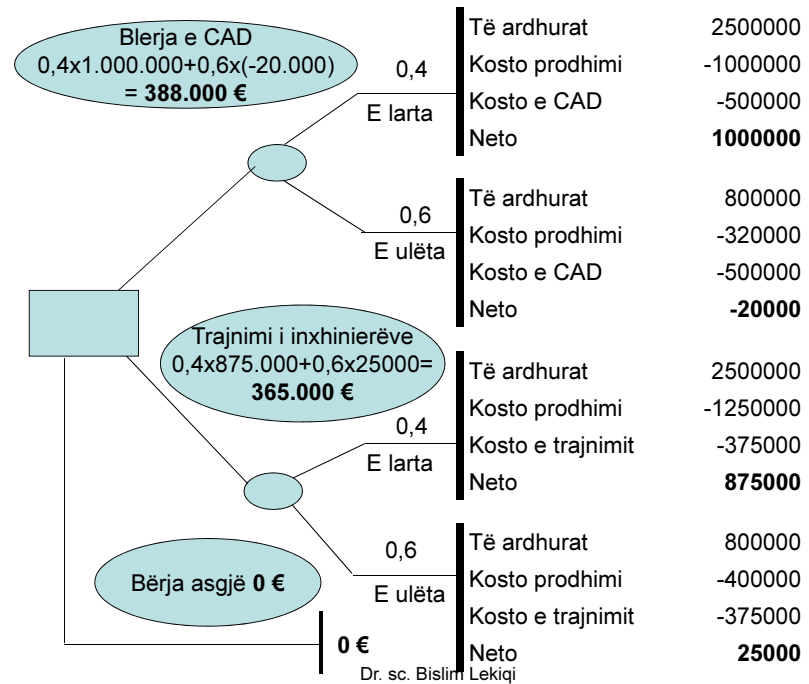 Blerja e CAD
0,4x1.000.000+0,6x(-20.000)
= 388.000 €
0,4
E larta
Të ardhurat 2500000
Kosto prodhimi -1000000
Kosto e CAD -500000
Neto 1000000
0,6
E ulëta
Të ardhurat 800000
Kosto prodhimi -320000
Kosto e CAD -500000
Neto -20000
Trajnimi i inxhinierëve
0,4x875.000+0,6x25000=
365.000 €
0,4
E larta
Të ardhurat 2500000
Kosto prodhimi -1250000
Kosto e trajnimit -375000
Neto 875000
0,6
E ulëta
Të ardhurat 800000
Kosto prodhimi -400000
Kosto e trajnimit -375000
Neto 25000
Bërja asgjë 0 €
0 €
Dr. sc. Bislim Lekiqi